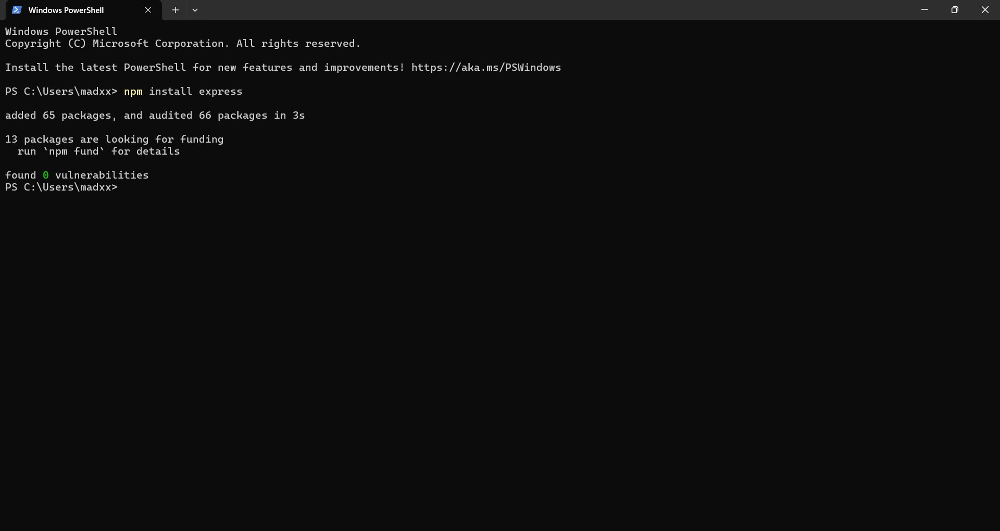 Windows PowerShell
Windows PowerShell
Copyright (C) Microsoft Corporation. All rights reserved.
Install the latest PowerShell for new features and improvements! https://aka.ms/PSWindows
PS C:\Users\madxx> npm install express
added 65 packages, and audited 66 packages in 3s
13 packages are looking for funding
  run `npm fund` for details
found 0 vulnerabilities
PS C:\Users\madxx>